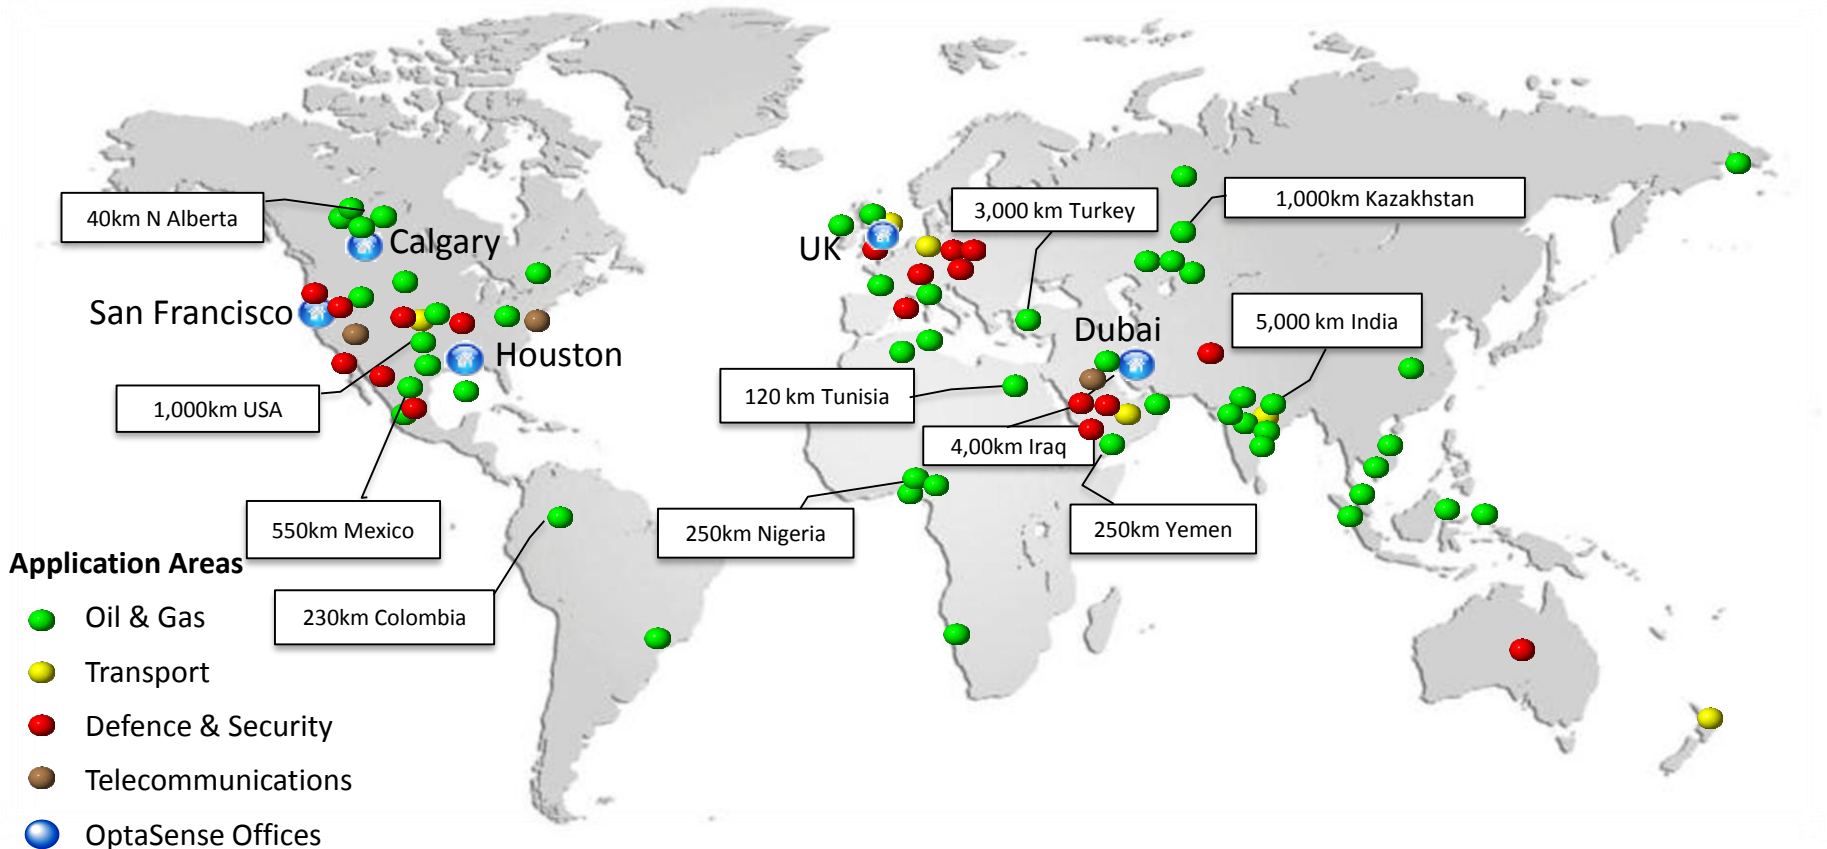 40km N Alberta
Calgary
San Francisco
Houston
1,000km USA
550km Mexico
230km Colombia
UK
3,000 km Turkey
1,000km Kazakhstan
Dubai
5,000 km India
120 km Tunisia
4,00km Iraq
250km Nigeria
250km Yemen
Application Areas
Oil & Gas
Transport
Defence & Security
Telecommunications
OptaSense Offices